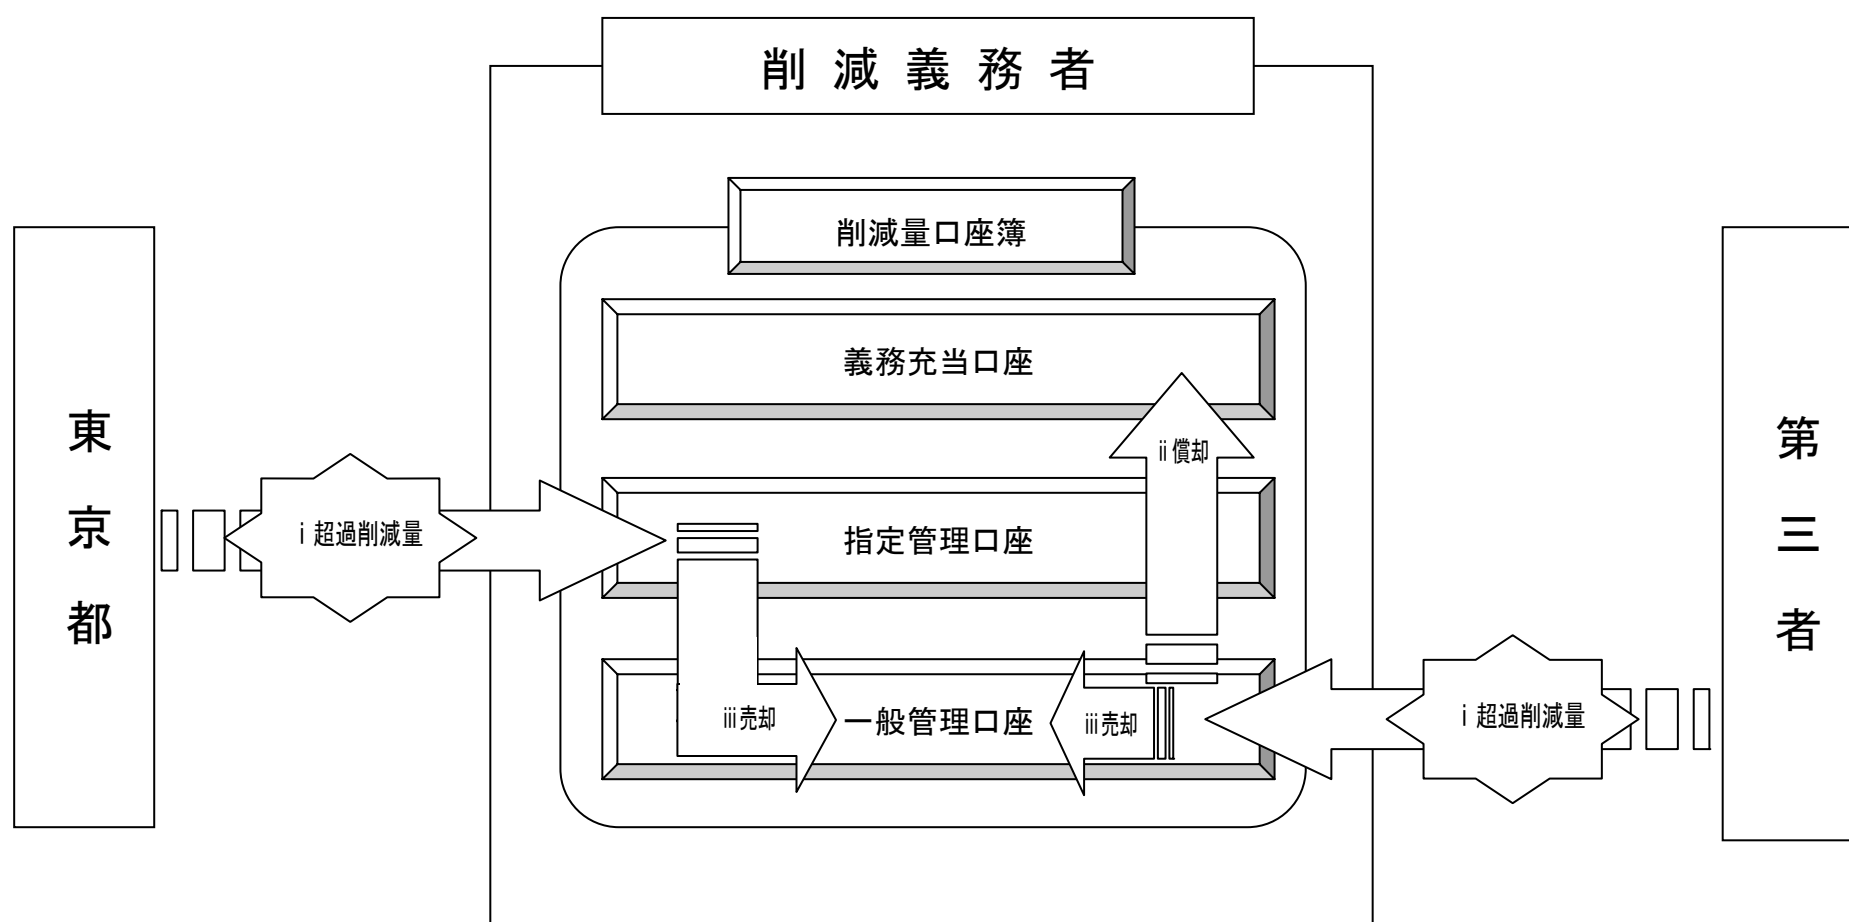 削減義務者
削減量口座簿
義務充当口座
東京都
第三者
ⅱ償却
ⅰ超過削減量
指定管理口座
ⅲ売却
一般管理口座
ⅲ売却
ⅰ超過削減量